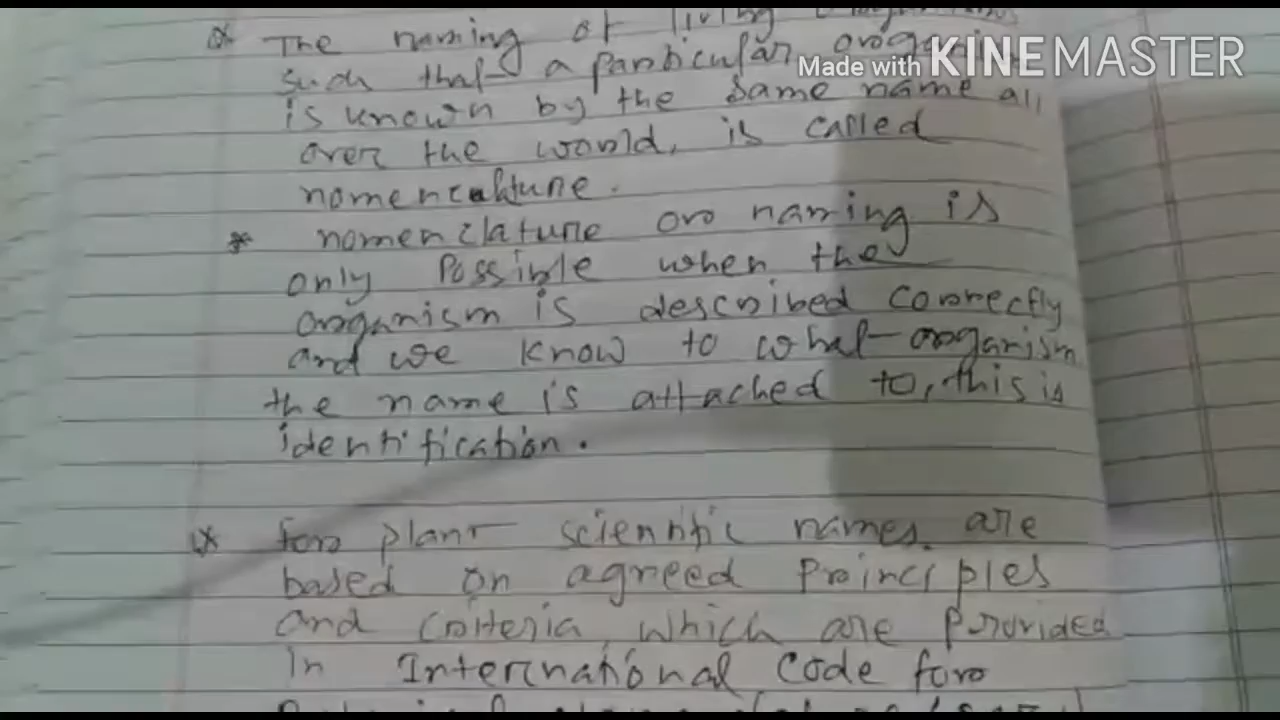 The naming of living
such that a particular
Made with KINEMASTER
is known by the same name all
over the world, is called
nomenclature.
* nomenclature or naming is
only possible when the
organism is described correctly
and we know to what organism
the name is attached to, this is
identification.
* for plant scientific names are
based on agreed principles
and criteria, which are provided
In International Code for